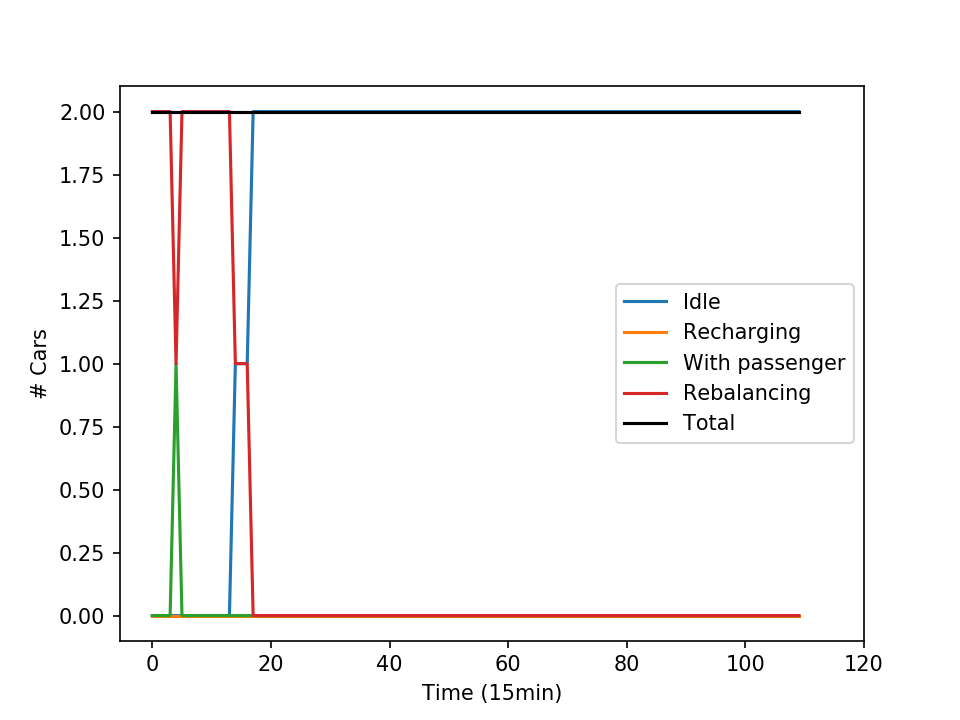 2.00
1.75
1.50
1.25
1.00
0.75
0.50
0.25
0.00
# Cars
Idle
Recharging
With passenger
Rebalancing
Total
0 20 40 60 80 100 120
Time (15min)